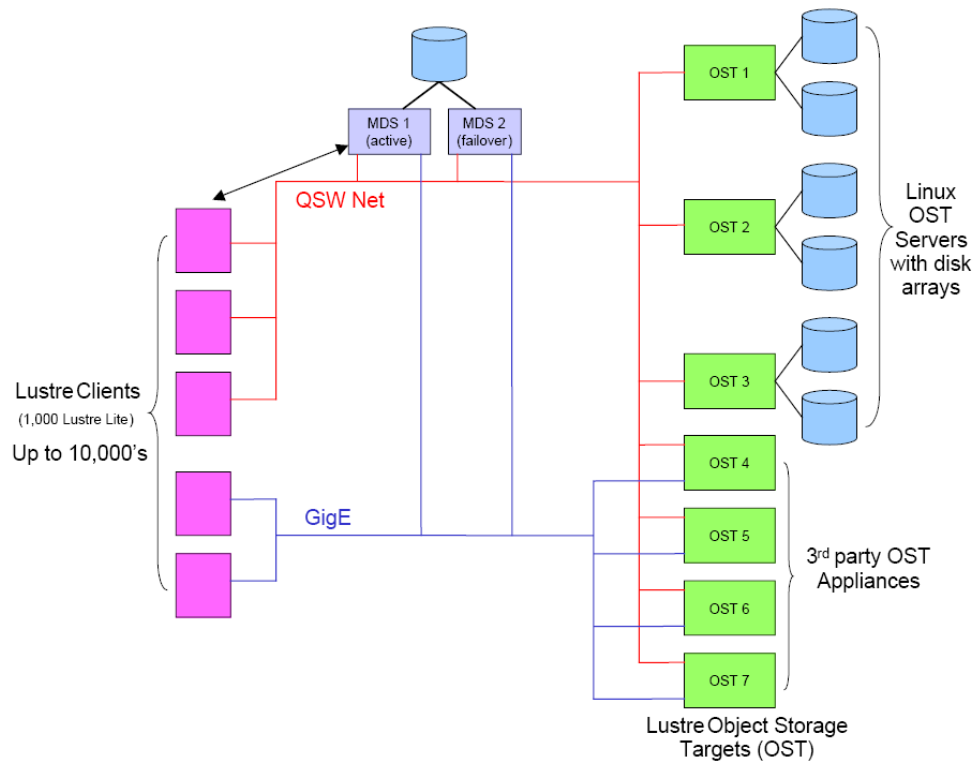 MDS 1
(active)
MDS 2
(failover)
QSW Net
Lustre Clients
(1,000 Lustre Lite)
Up to 10,000's
GigE
OST 1
OST 2
OST 3
OST 4
OST 5
OST 6
OST 7
Linux
OST
Servers
with disk
arrays
3rd party OST
Appliances
Lustre Object Storage
Targets (OST)